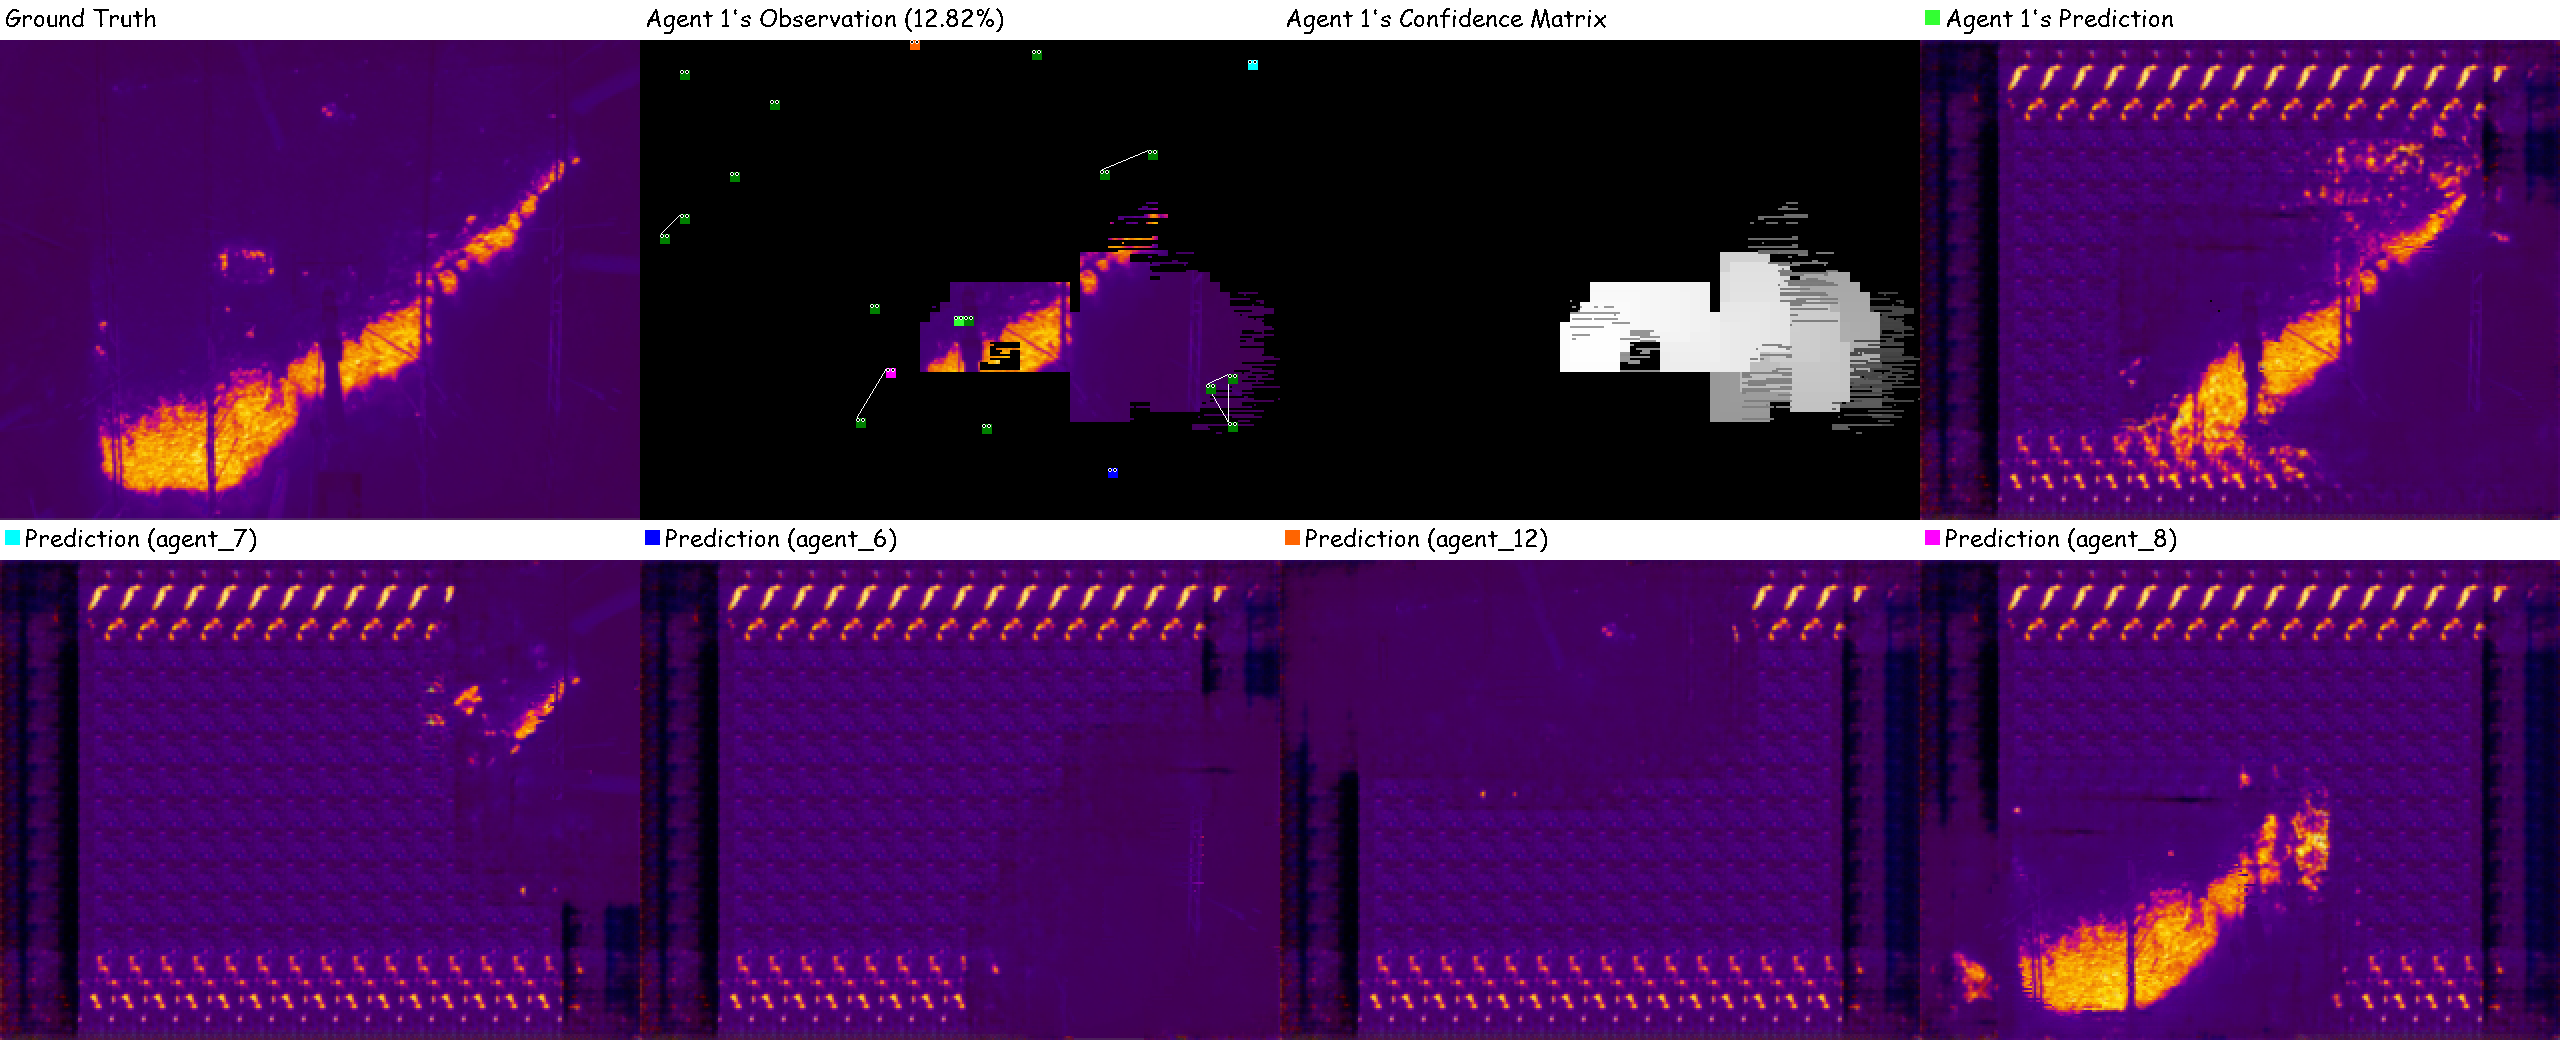 Ground Truth
Agent 1's Observation (12.82%)
Agent 1's Confidence Matrix
Agent 1's Prediction
Prediction (agent_7)
Prediction (agent_6)
Prediction (agent_12)
Prediction (agent_8)